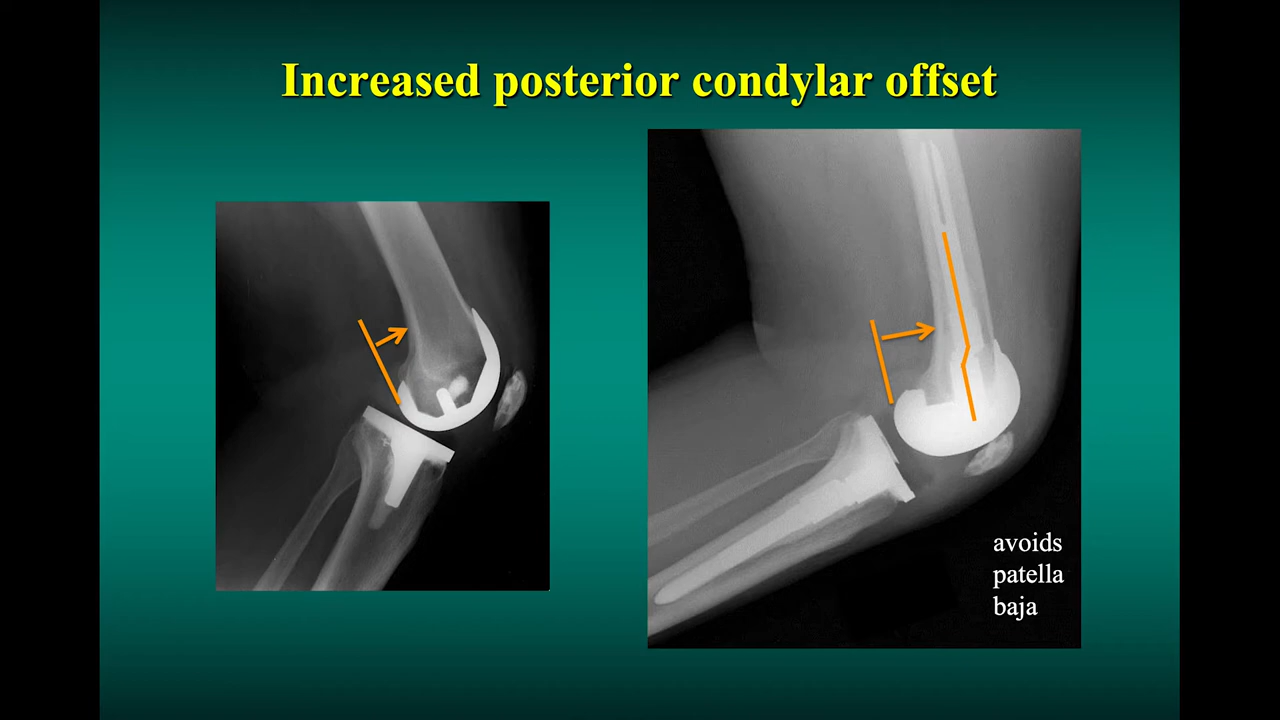 Increased posterior condylar offset
avoids
patella
baja